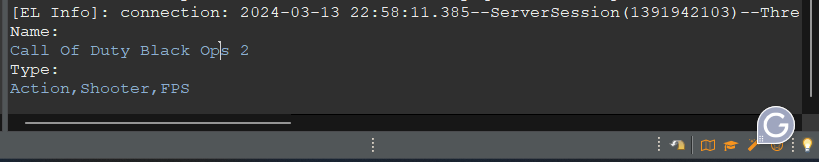 [EL Info]: connection: 2024-03-13 22:58:11.385--ServerSession(1391942103)--Thre
Name:
Call Of Duty Black Ops 2
Type:
Action,Shooter,FPS